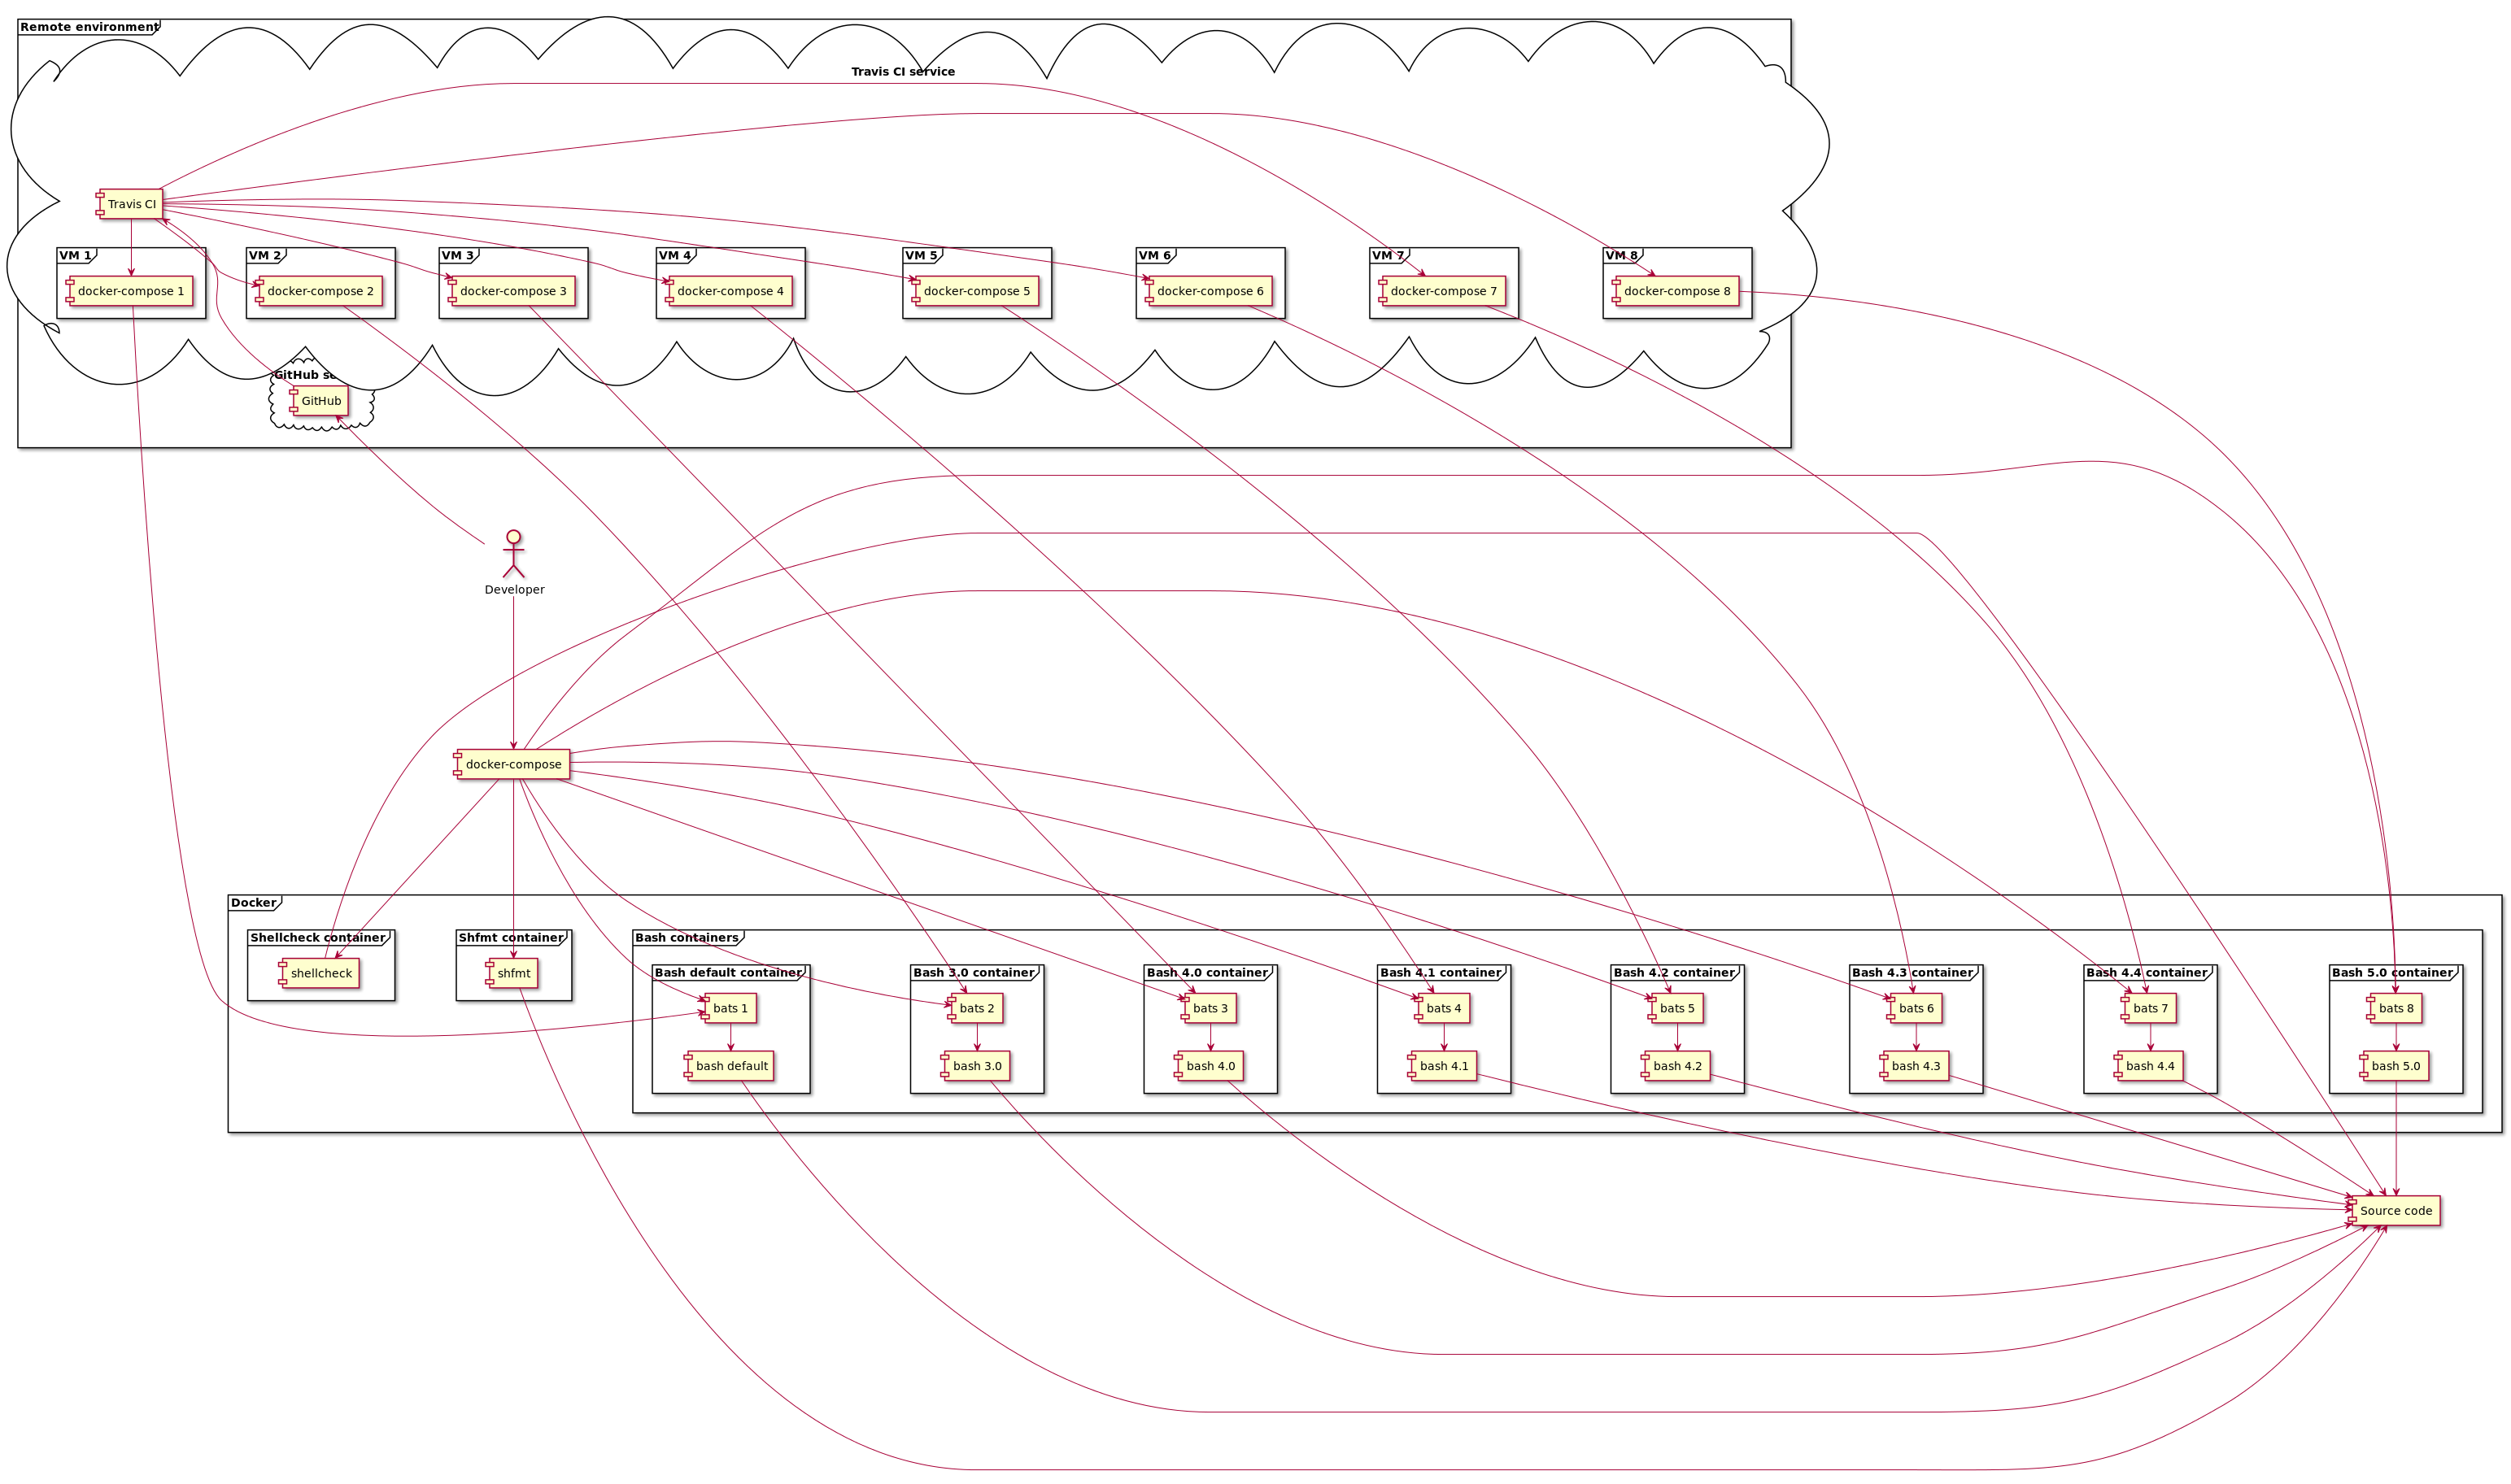 Remote environment
Travis CI service
Travis CI
VM 1
VM 2
VM 3
VM 4
VM 5
VM 6
VM 7
VM 8
docker-compose 1
docker-compose 2
docker-compose 3
docker-compose 4
docker-compose 5
docker-compose 6
docker-compose 7
docker-compose 8
GitHub se
GitHub
Developer
docker-compose
Docker
Shellcheck container
Shfmt container
Bash containers
shellcheck
shfmt
Bash default container
Bash 3.0 container
Bash 4.0 container
Bash 4.1 container
Bash 4.2 container
Bash 4.3 container
Bash 4.4 container
Bash 5.0 container
bats 1
bats 2
bats 3
bats 4
bats 5
bats 6
bats 7
bats 8
bash default
bash 3.0
bash 4.0
bash 4.1
bash 4.2
bash 4.3
bash 4.4
bash 5.0
Source code